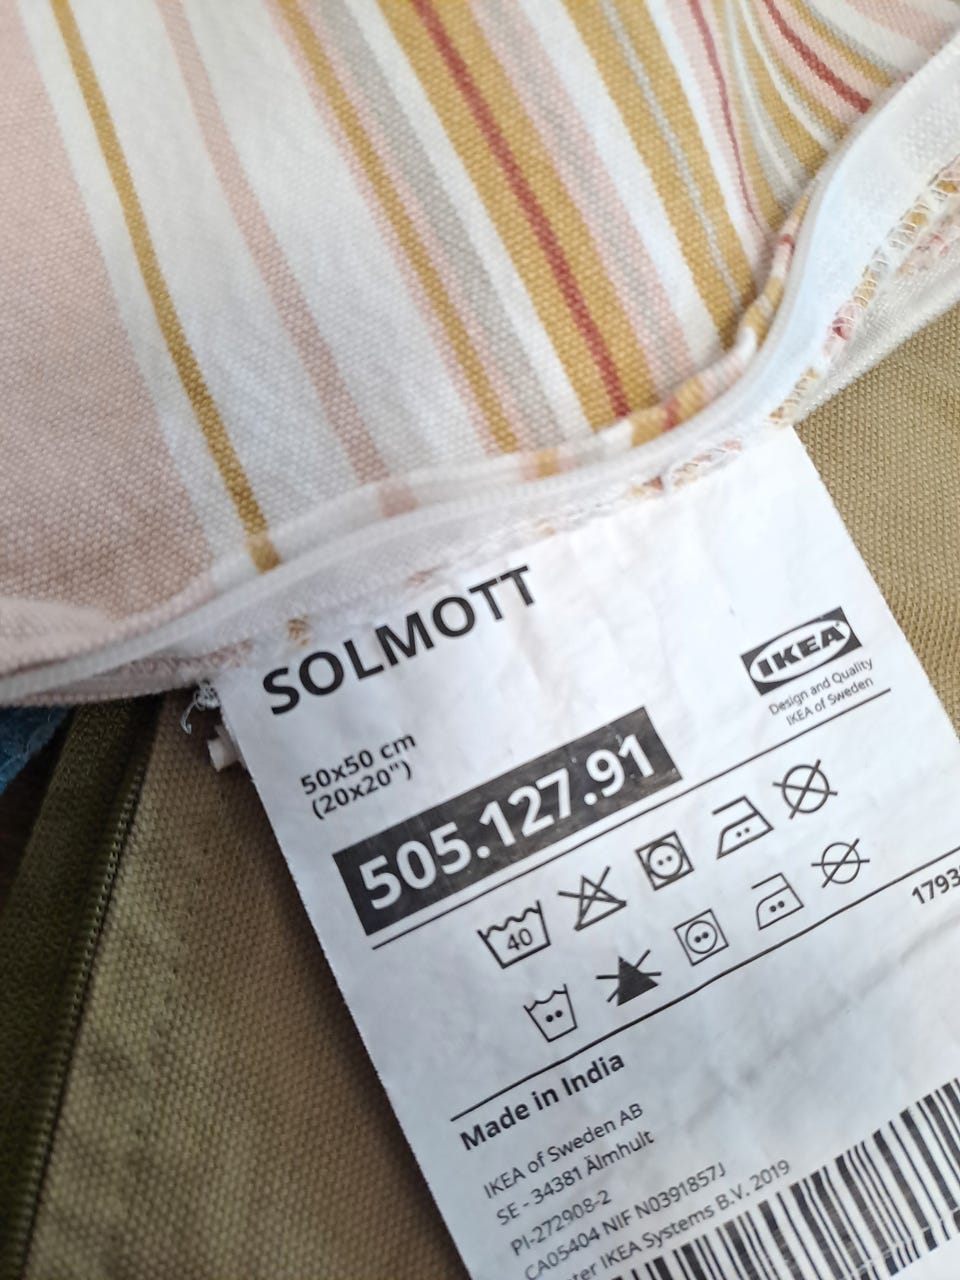 SOLMOTT
IKEA
Design and Quality
IKEA of Sweden
50x50 cm
(20x20")
505.127.91
40
Made in India
IKEA of Sweden AB
SE - 34381 Älmhult
PI-272908-2
CA05404 NIF N0391857J
IKEA Systems B.V. 2019